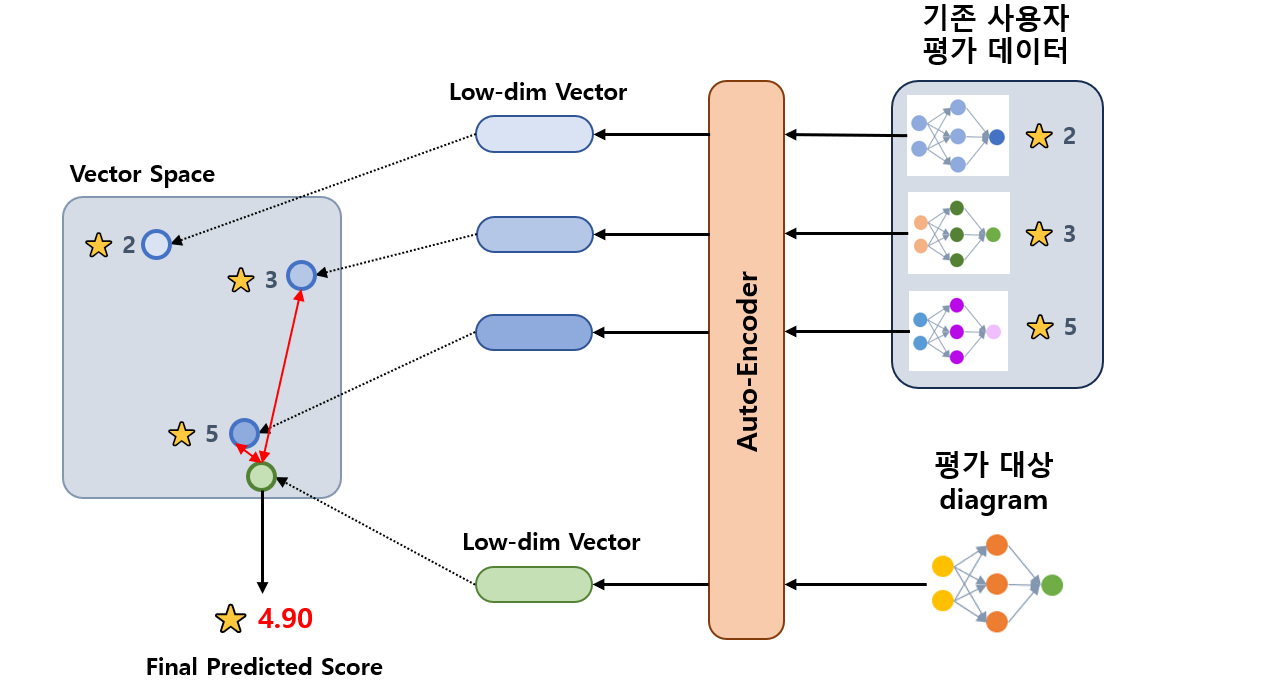 기존 사용자
평가 데이터
Low-dim Vector
2
Vector Space
3
2
3
5
Auto-Encoder
5
평가 대상
diagram
Low-dim Vector
4.90
Final Predicted Score